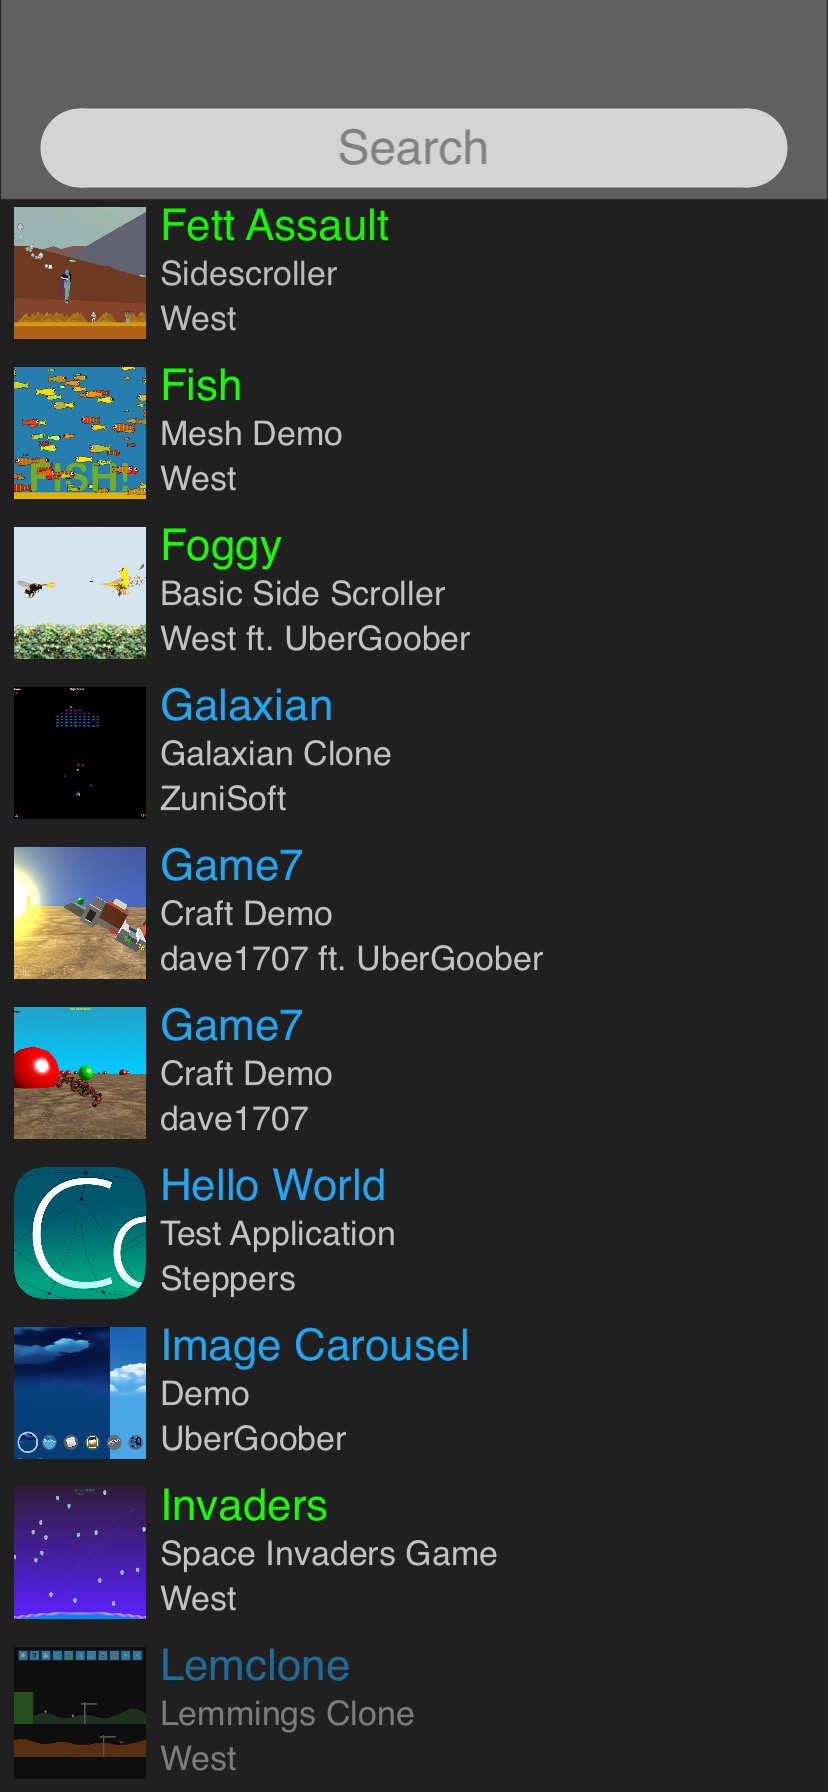 Search
Fett Assault
Sidescroller
West
Fish
Mesh Demo
West
FISH!
Foggy
Basic Side Scroller
West ft. UberGoober
Galaxian
Galaxian Clone
ZuniSoft
Game7
Craft Demo
dave1707 ft. UberGoober
Game7
Craft Demo
dave1707
Hello World
Test Application
Steppers
Co
Image Carousel
Demo
UberGoober
Invaders
Space Invaders Game
West
Lemclone
Lemmings Clone
West